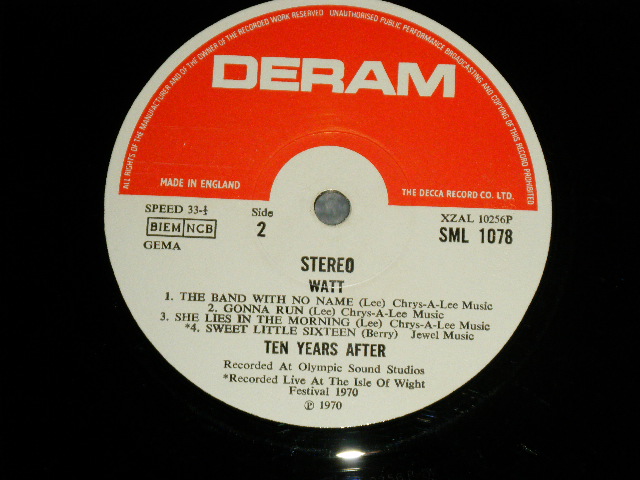 ALL RIGHTS OF THE MANUFACTURER AND OF THE OWNER OF THE RECORDED WORK RESERVED UNAUTHORISED PUBLIC PERFORMANCE BROADCASTING AND COPYING OF THIS RECORD PROHIBITED
DERAM
MADE IN ENGLAND
THE DECCA RECORD CO. LTD.
SPEED 33-⅓
BIEM NCB
GEMA
Side
2
XZAL 10256P
SML 1078
STEREO
WATT
1. THE BAND WITH NO NAME (Lee) Chrys-A-Lee Music
2. GONNA RUN (Lee) Chrys-A-Lee Music
3. SHE LIES IN THE MORNING (Lee) Chrys-A-Lee Music
*4. SWEET LITTLE SIXTEEN (Berry) Jewel Music
TEN YEARS AFTER
Recorded At Olympic Sound Studios
*Recorded Live At The Isle Of Wight
Festival 1970
℗ 1970